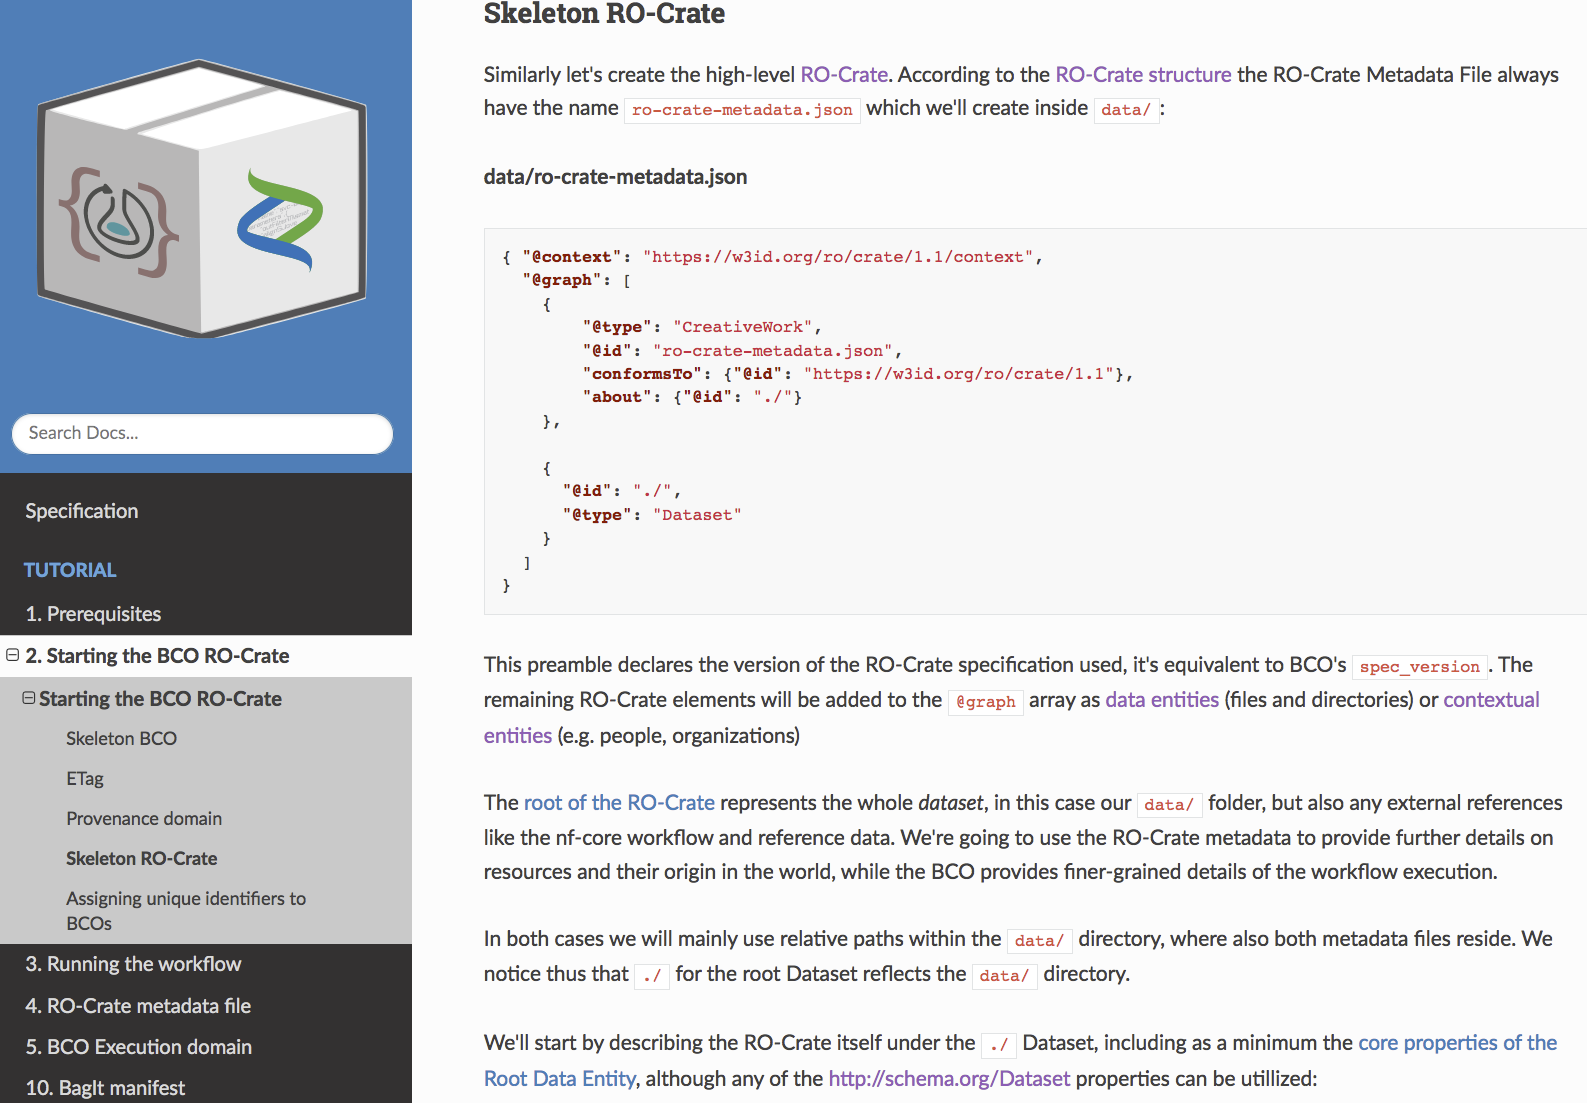 Search Docs...
Specification
TUTORIAL
1. Prerequisites
2. Starting the BCO RO-Crate
Starting the BCO RO-Crate
Skeleton BCO
ETag
Provenance domain
Skeleton RO-Crate
Assigning unique identifiers to
BCOs
3. Running the workflow
4. RO-Crate metadata file
5. BCO Execution domain
10. BagIt manifest
Skeleton RO-Crate
Similarly let's create the high-level RO-Crate. According to the RO-Crate structure the RO-Crate Metadata File always
have the name ro-crate-metadata.json which we'll create inside data/ :
data/ro-crate-metadata.json
{ "@context": "https://w3id.org/ro/crate/1.1/context",
"@graph": [
{
"@type": "CreativeWork",
"@id": "ro-crate-metadata.json",
"conformsTo": {"@id": "https://w3id.org/ro/crate/1.1"},
"about": {"@id": "./"}
},
{
"@id": "./",
"@type": "Dataset"
}
]
}
This preamble declares the version of the RO-Crate specification used, it's equivalent to BCO's spec_version . The
remaining RO-Crate elements will be added to the @graph array as data entities (files and directories) or contextual
entities (e.g. people, organizations)
The root of the RO-Crate represents the whole dataset, in this case our data/ folder, but also any external references
like the nf-core workflow and reference data. We're going to use the RO-Crate metadata to provide further details on
resources and their origin in the world, while the BCO provides finer-grained details of the workflow execution.
In both cases we will mainly use relative paths within the data/ directory, where also both metadata files reside. We
notice thus that ./ for the root Dataset reflects the data/ directory.
We'll start by describing the RO-Crate itself under the ./ Dataset, including as a minimum the core properties of the
Root Data Entity, although any of the http://schema.org/Dataset properties can be utillized: